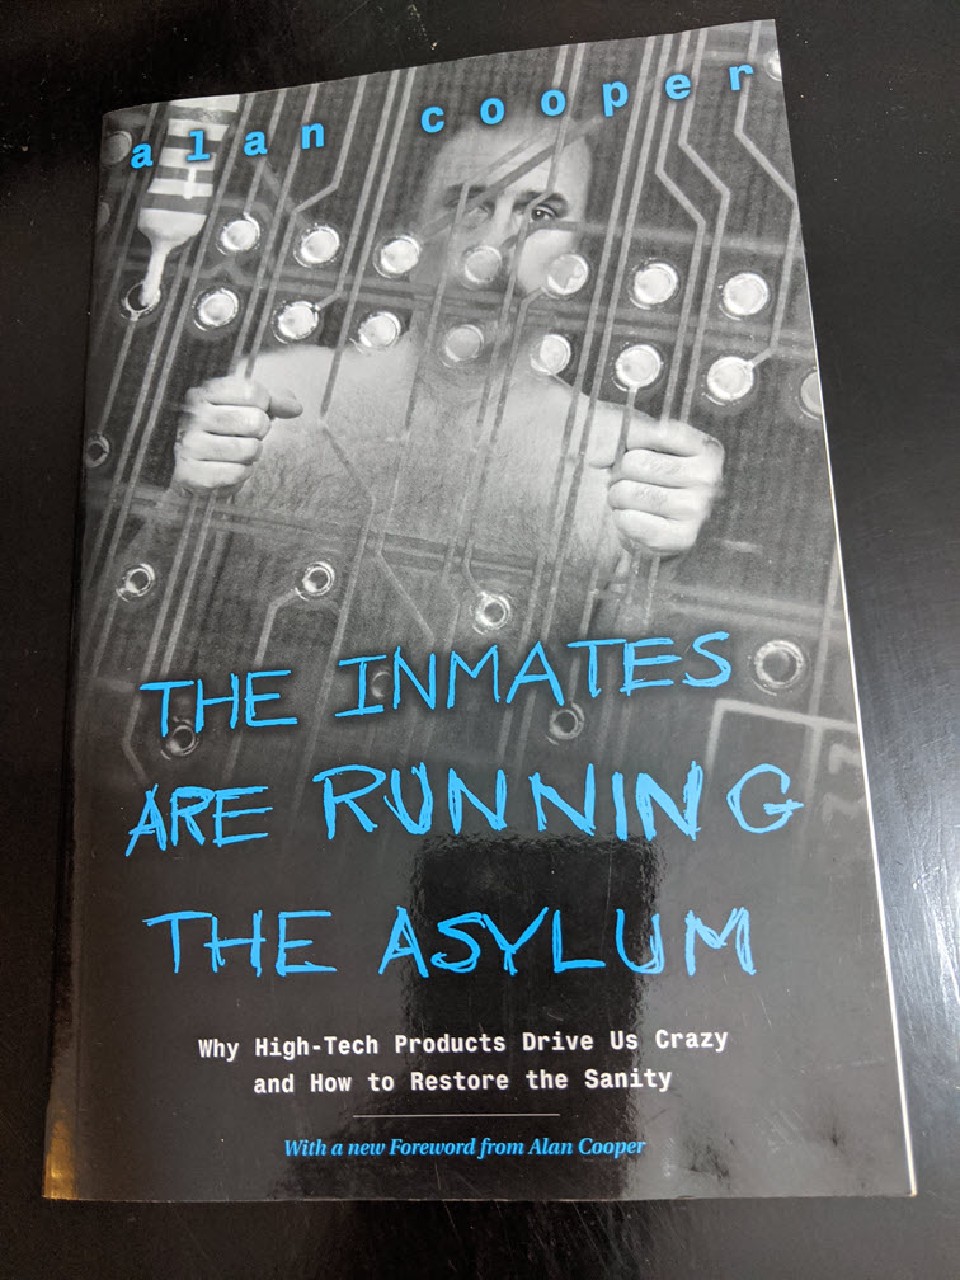 alan cooper
THE INMATES
ARE RUNNING
THE ASYLUM
Why High-Tech Products Drive Us Crazy
and How to Restore the Sanity
With a new Foreword from Alan Cooper